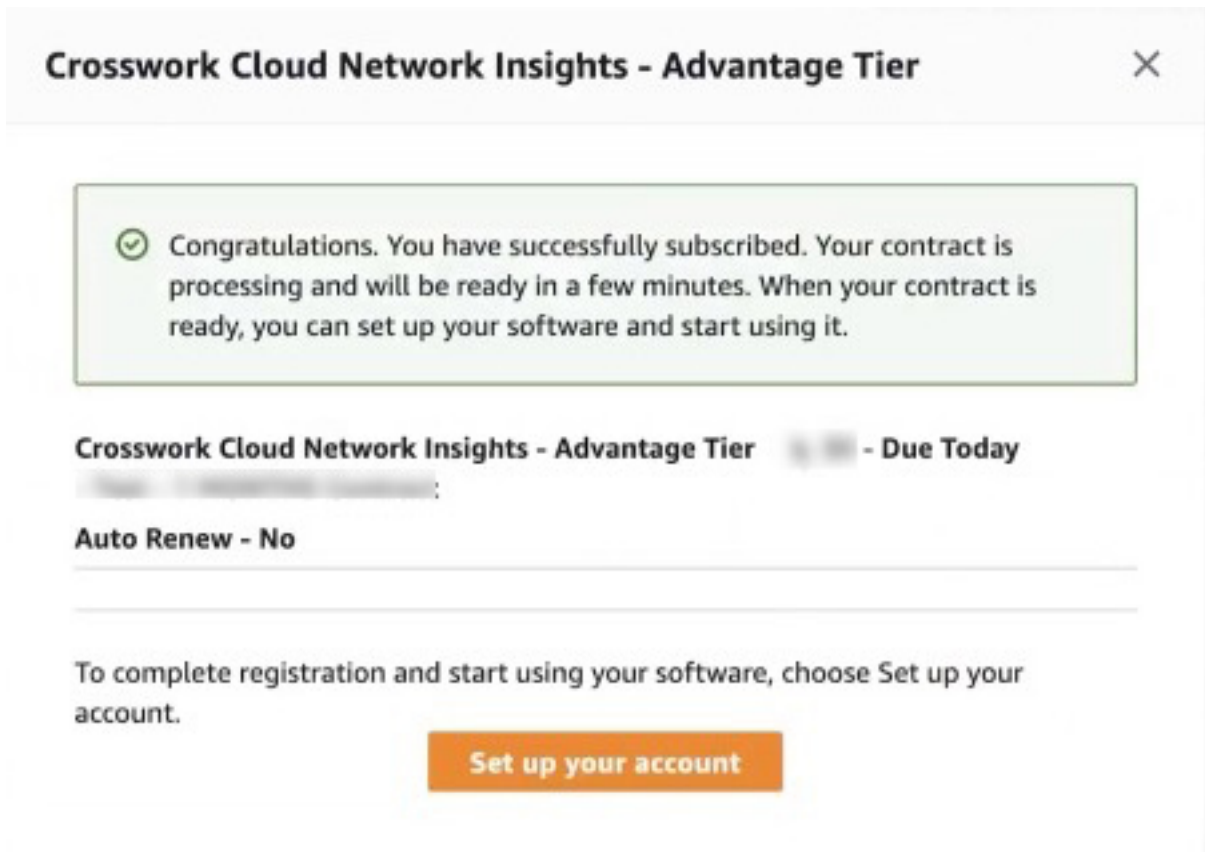 Crosswork Cloud Network Insights - Advantage Tier
Congratulations. You have successfully subscribed. Your contract is
processing and will be ready in a few minutes. When your contract is
ready, you can set up your software and start using it.
Crosswork Cloud Network Insights - Advantage Tier - Due Today
:
Auto Renew - No
To complete registration and start using your software, choose Set up your
account.
Set up your account